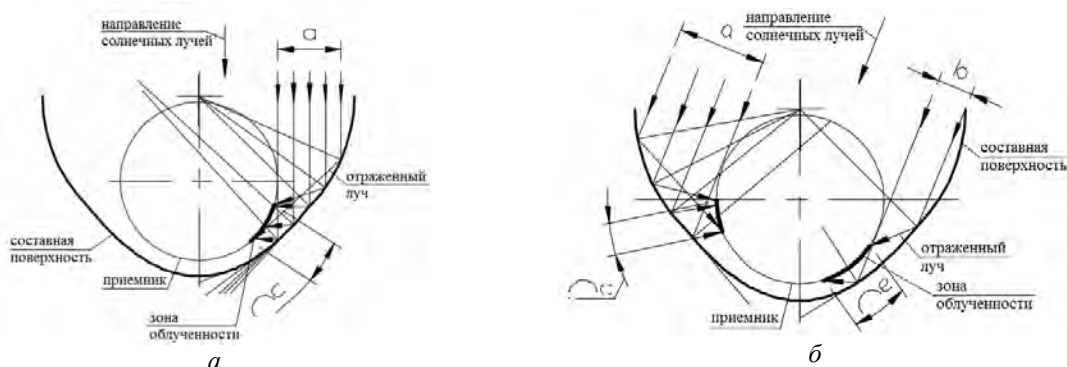 направление
солнечных лучей
a
отраженный
луч
составная
поверхность
приемник
зона
облученности
а
направление
солнечных лучей
a
b
составная
поверхность
отраженный
луч
приемник
зона
облученности
б